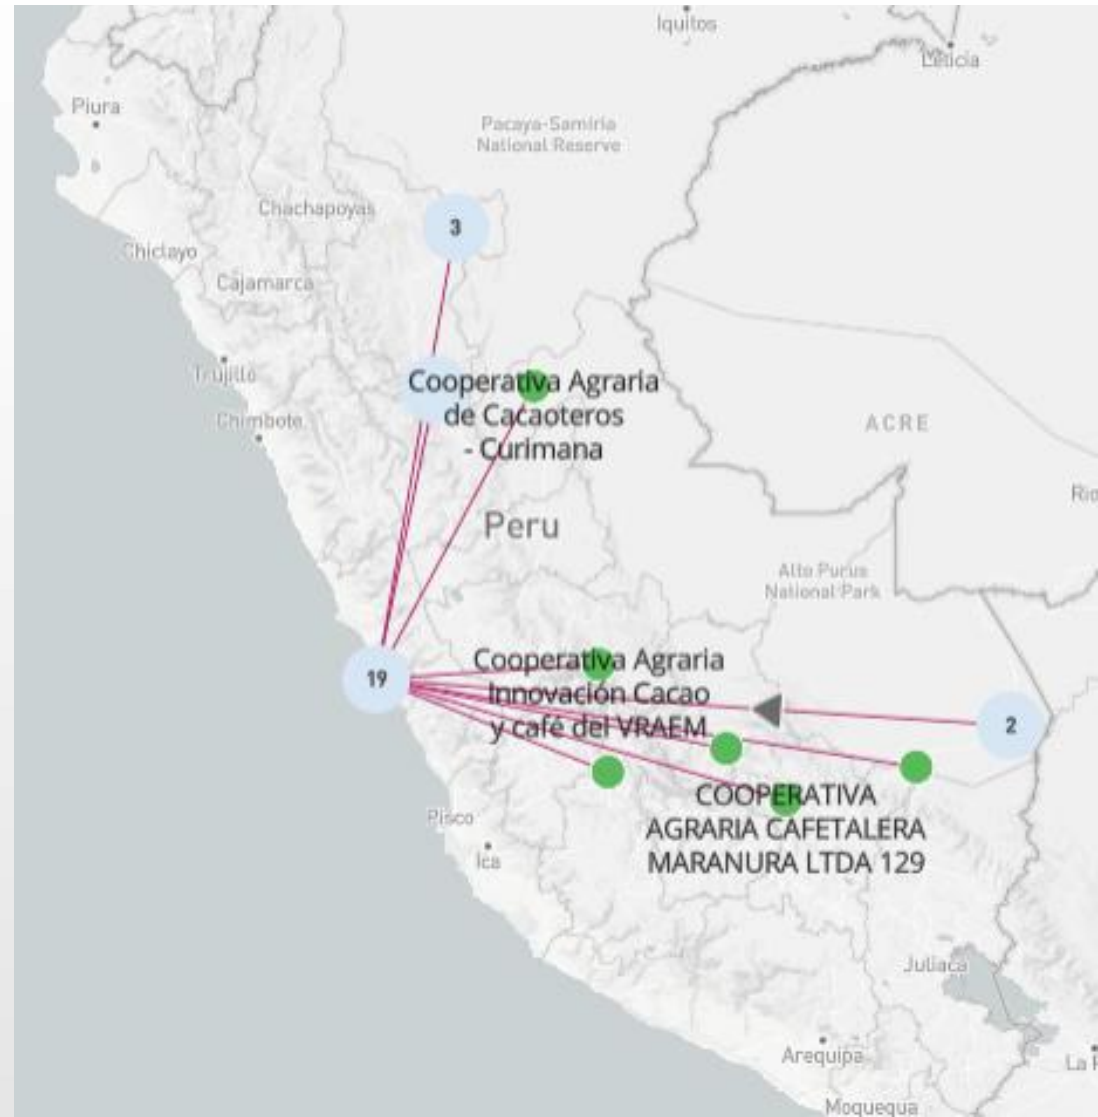 Iquitos
Leticia
Piura
Pacaya-Samiria
National Reserve
Chachapoyas
3
Chiclayo
Cajamarca
Trujillo
Cooperativa Agraria
de Cacaoteros
- Curimana
Chimbote
ACRE
Peru
Alto Purus
National Park
19
Cooperativa Agraria
Innovación Cacao
y café del VRAEM
2
COOPERATIVA
AGRARIA CAFETALERA
MARANURA LTDA 129
Pisco
Ica
Juliaca
Arequipa
Moquegua